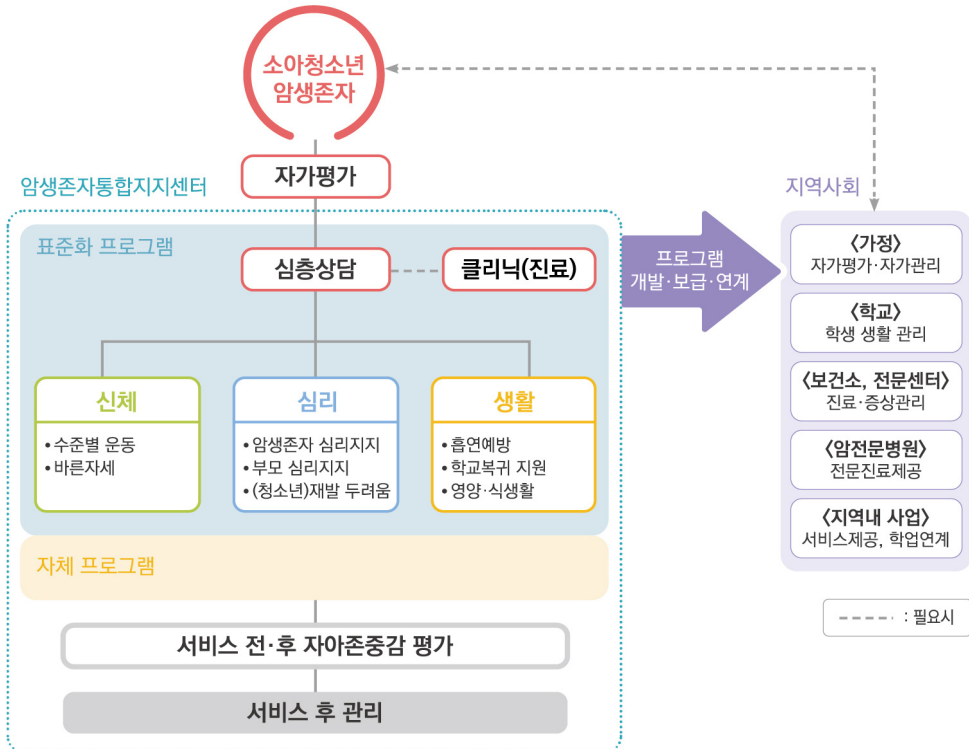 소아청소년
암생존자
자가평가
암생존자통합지지센터
표준화 프로그램
심층상담
클리닉(진료)
신체
• 수준별 운동
• 바른자세
심리
• 암생존자 심리지지
• 부모 심리지지
• (청소년)재발 두려움
생활
• 흡연예방
• 학교복귀 지원
• 영양·식생활
자체 프로그램
서비스 전·후 자아존중감 평가
서비스 후 관리
프로그램
개발·보급·연계
지역사회
〈가정〉
자가평가·자가관리
〈학교〉
학생 생활 관리
〈보건소, 전문센터〉
진료·증상관리
〈암전문병원〉
전문진료제공
〈지역내 사업〉
서비스제공, 학업연계
: 필요시